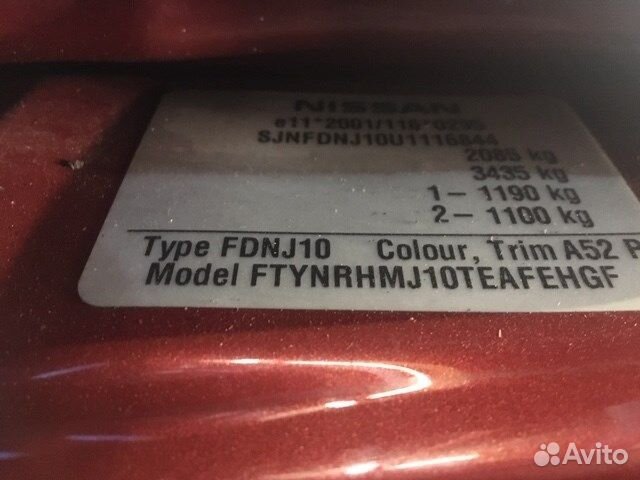 NISSAN
e11*2001/116*0295
SJNFDNJ10U1116844
2085 kg
3435 kg
1 – 1190 kg
2 – 1100 kg
Type FDNJ10 Colour, Trim A52
Model FTYNRHMJ10TEAFEHGF
Avito